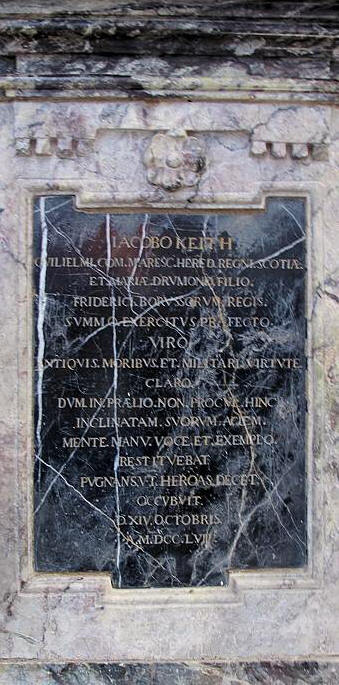 IACOBO KEITH.
GVILIELMI.COM.MARESC.HERED.REGNI.SCOTIÆ.
ET.MARIÆ.DRVMOND.FILIO.
FRIDERICI.BORVSSORVM.REGIS.
SVMMO.EXERCITVS.PRÆFECTO.
VIRO.
ANTIQVIS.MORIBVS.ET.MILITARI.VIRTVTE
CLARO.
DVM.IN.PRÆLIO.NON.PROCVL.HINC.
INCLINATAM.SVORVM.ACIEM.
MENTE.MANV.VOCE.ET.EXEMPLO.
RESTITVEBAT.
PVGNANS.VT.HEROAS.DECET.
OCCVBVIT.
D.XIV.OCTOBRIS.
A.M.DCC.LVIII.